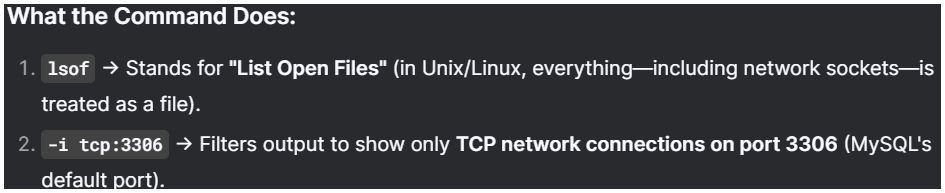 What the Command Does:
1. lsof → Stands for "List Open Files" (in Unix/Linux, everything—including network sockets—is
treated as a file).
2. -i tcp:3306 → Filters output to show only TCP network connections on port 3306 (MySQL's
default port).